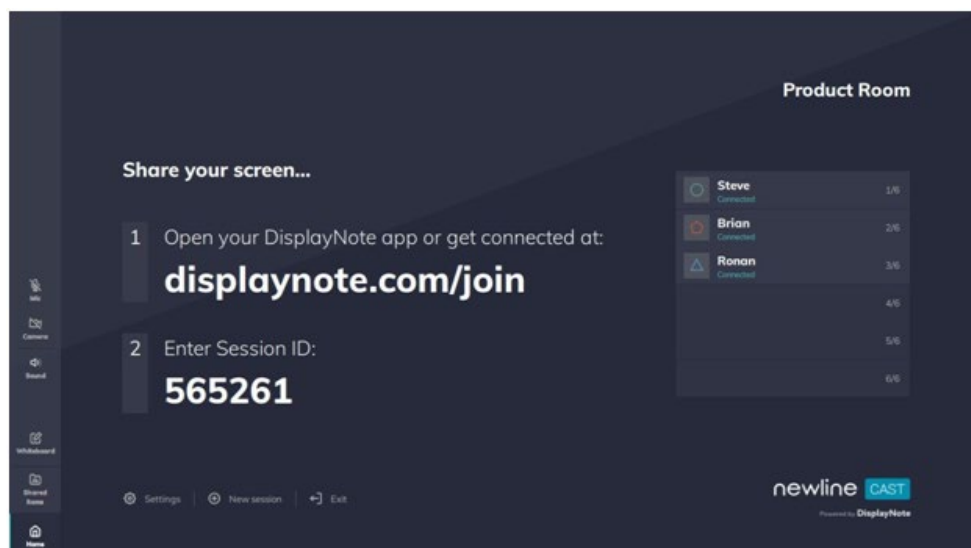 Product Room
Share your screen...
1 Open your DisplayNote app or get connected at:
displaynote.com/join
2 Enter Session ID:
565261
Steve
Connected
1/6
Brian
Connected
2/6
Ronan
Connected
3/6
4/6
5/6
6/6
Mic
Camera
Sound
Whiteboard
Shared
items
Home
Settings
New session
Exit
newline CAST
Powered by DisplayNote